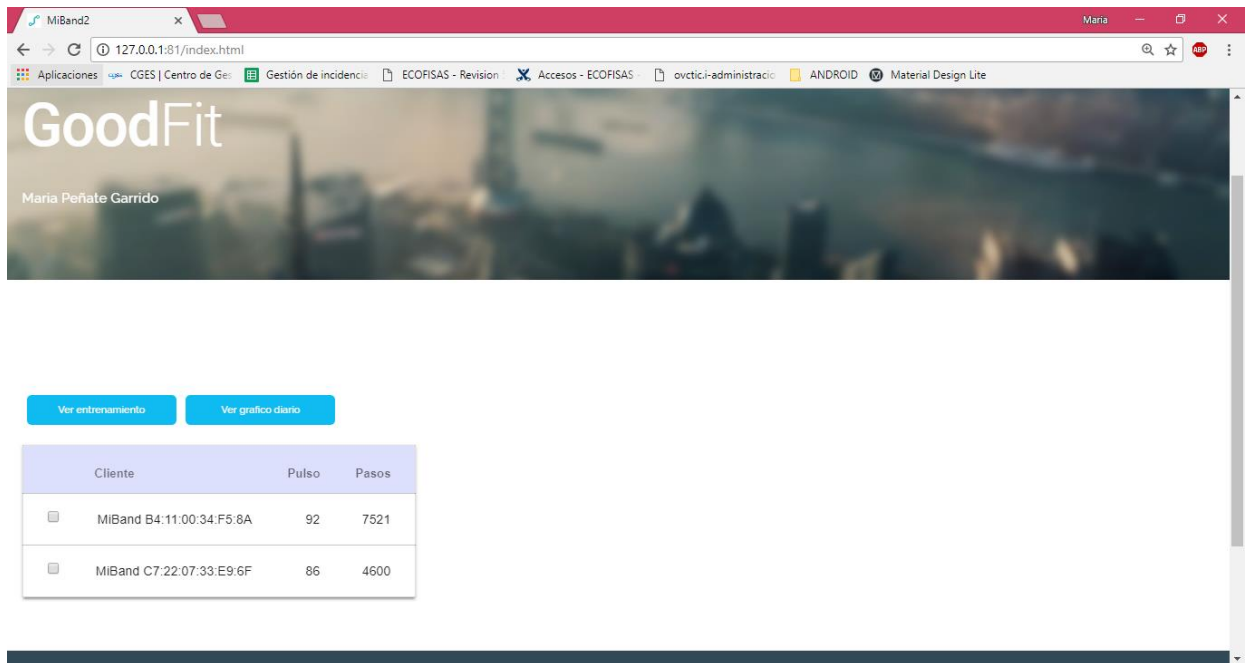 MiBand2
Maria
127.0.0.1:81/index.html
ABP
Aplicaciones CGES | Centro de Ges Gestión de incidencia ECOFISAS - Revision Accesos - ECOFISAS - ovctic.i-administracio ANDROID Material Design Lite
GoodFit
Maria Peñate Garrido
Ver entrenamiento Ver grafico diario
Cliente Pulso Pasos
MiBand B4:11:00:34:F5:8A 92 7521
MiBand C7:22:07:33:E9:6F 86 4600